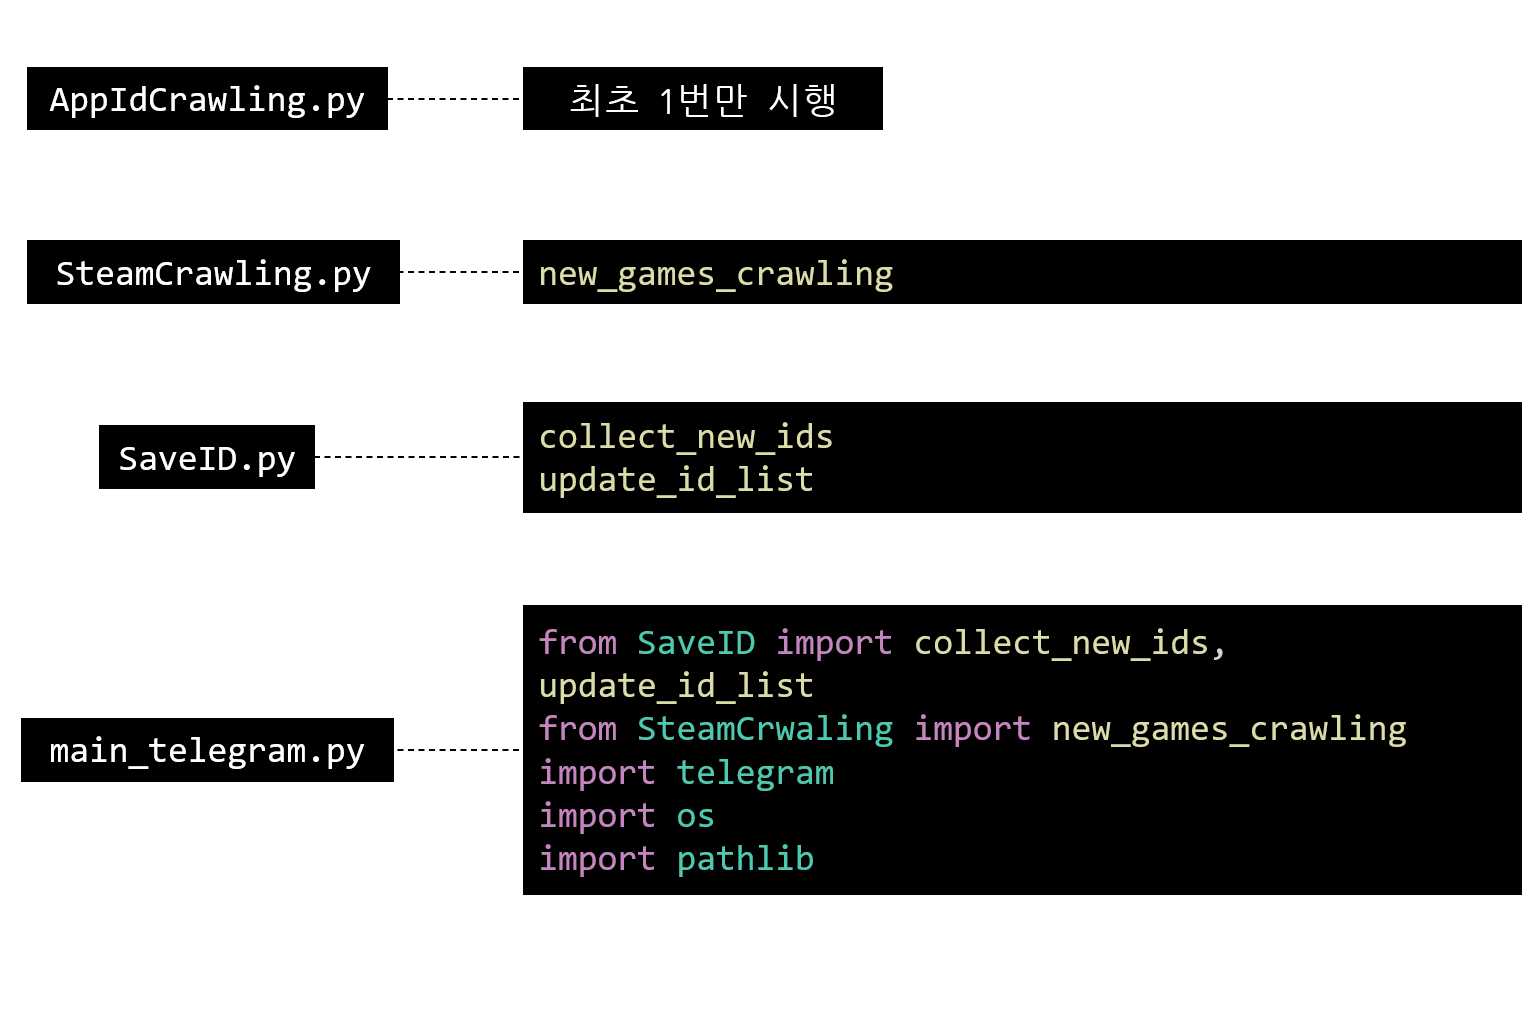 AppIdCrawling.py
최초 1번만 시행
SteamCrawling.py
new_games_crawling
SaveID.py
collect_new_ids
update_id_list
main_telegram.py
from SaveID import collect_new_ids,
update_id_list
from SteamCrwaling import new_games_crawling
import telegram
import os
import pathlib